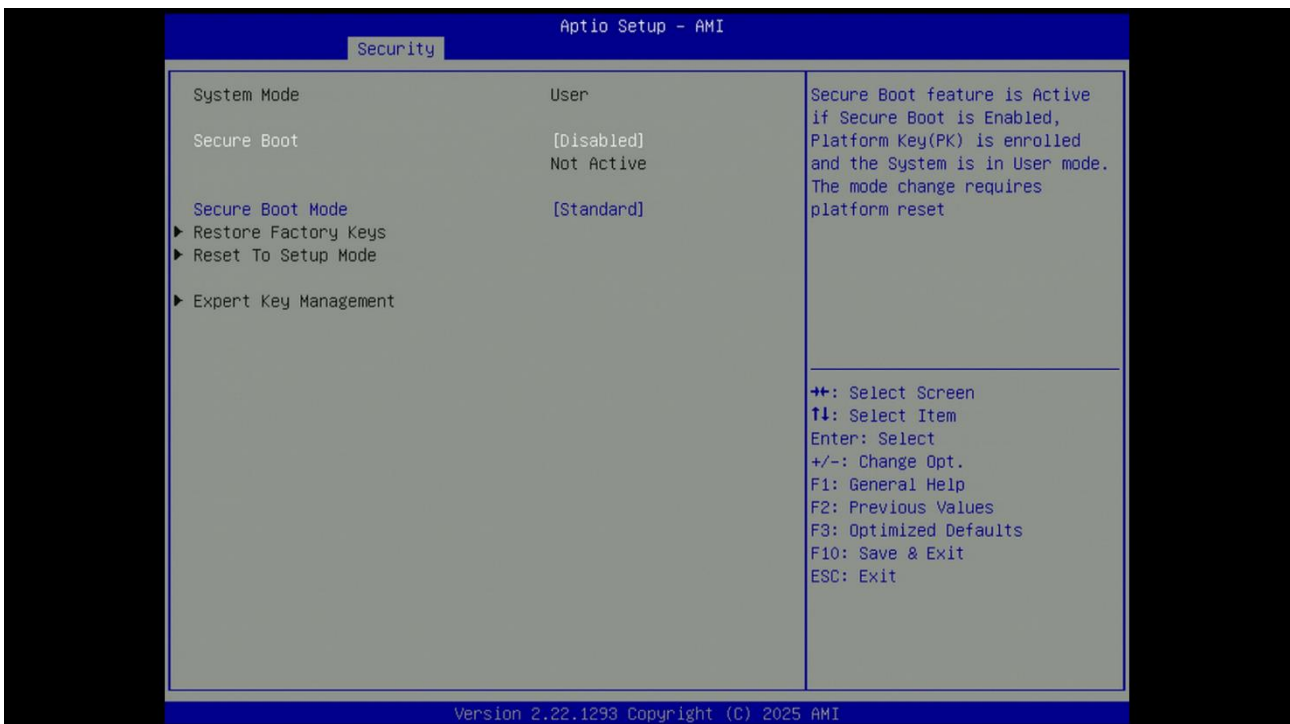 Aptio Setup – AMI
Security
System Mode User
Secure Boot [Disabled]
Not Active
Secure Boot Mode [Standard]
Restore Factory Keys
Reset To Setup Mode
Expert Key Management
Secure Boot feature is Active
if Secure Boot is Enabled,
Platform Key(PK) is enrolled
and the System is in User mode.
The mode change requires
platform reset
→←: Select Screen
↑↓: Select Item
Enter: Select
+/-: Change Opt.
F1: General Help
F2: Previous Values
F3: Optimized Defaults
F10: Save & Exit
ESC: Exit
Version 2.22.1293 Copyright (C) 2025 AMI